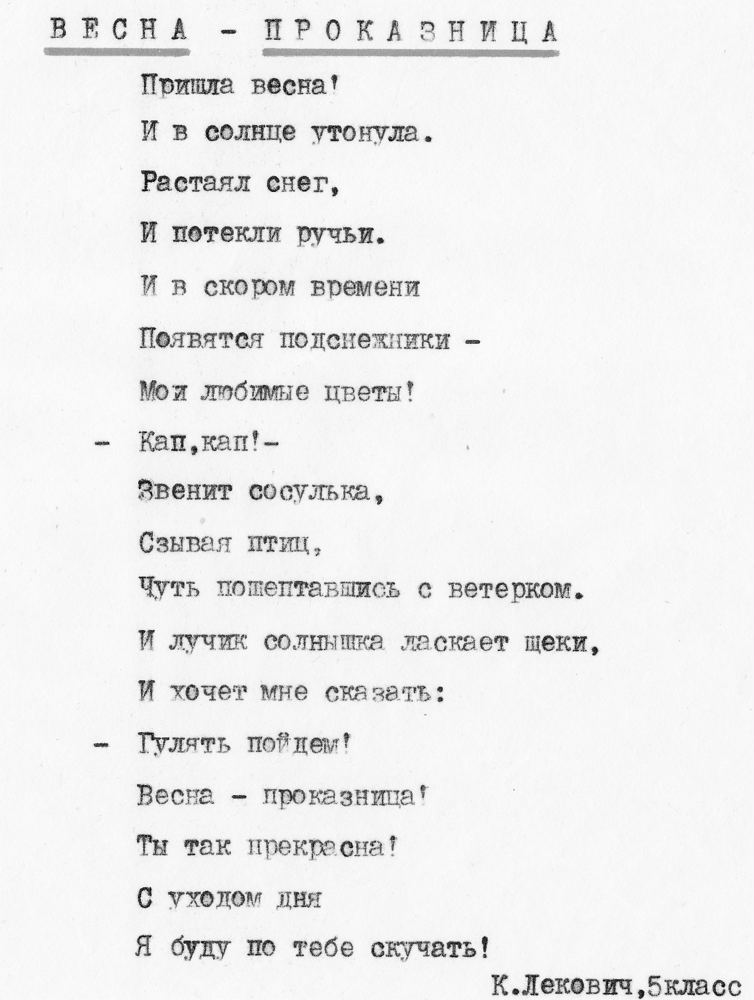 ВЕСНА - ПРОКАЗНИЦА
Пришла весна!
И в солнце утонула.
Растаял снег,
И потекли ручьи.
И в скором времени
Появятся подснежники -
Мои любимые цветы!
- Кап,кап!-
Звенит сосулька,
Сзывая птиц,
Чуть пошептавшись с ветерком.
И лучик солнышка ласкает щеки,
И хочет мне сказать:
- Гулять пойдем!
Весна - проказница!
Ты так прекрасна!
С уходом дня
Я буду по тебе скучать!
К.Лекович,5класс